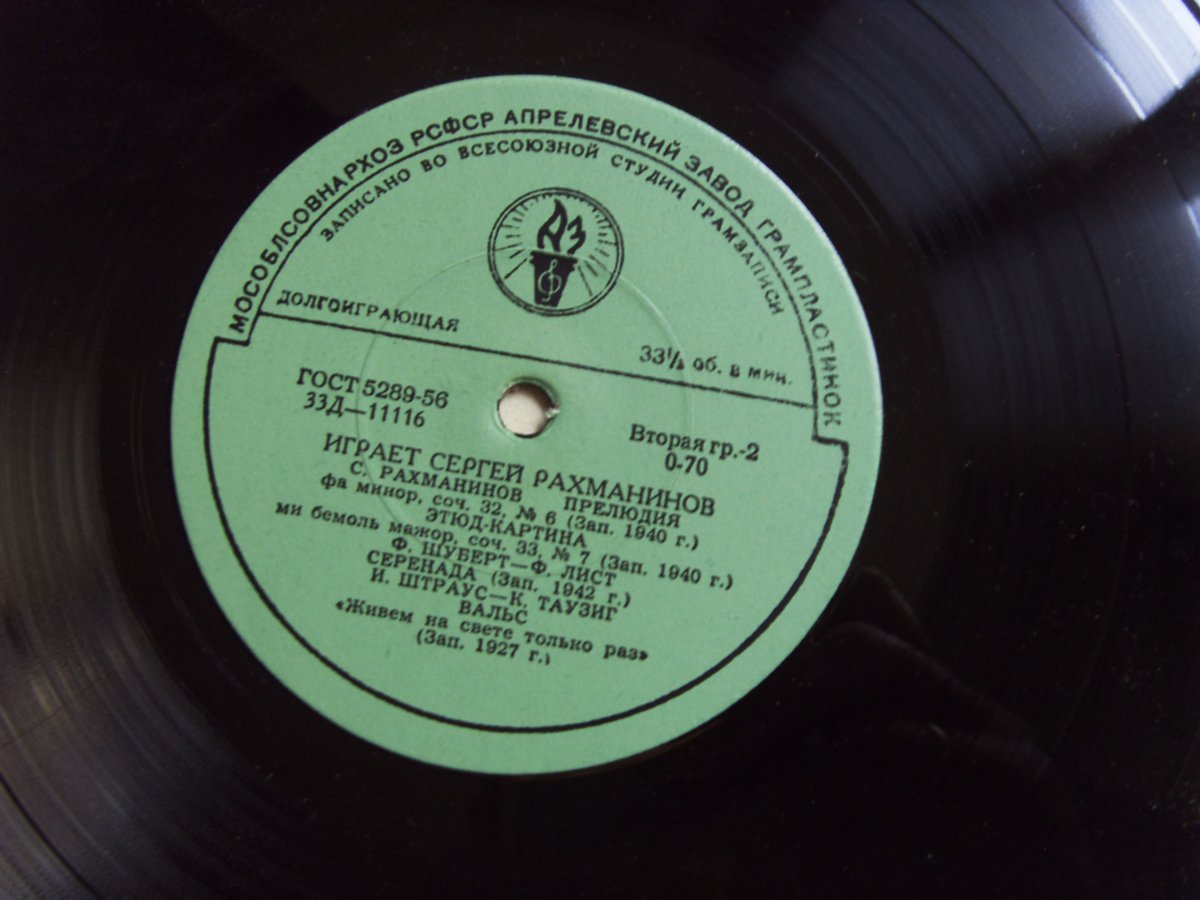 МОСОБЛСОВНАРХОЗ РСФСР АПРЕЛЕВСКИЙ ЗАВОД ГРАМПЛАСТИНОК
ЗАПИСАНО ВО ВСЕСОЮЗНОЙ СТУДИИ ГРАМЗАПИСИ
АЗ
ДОЛГОИГРАЮЩАЯ
33⅓ об. в мин.
ГОСТ 5289-56
33Д—11116
Вторая гр.-2
0-70
ИГРАЕТ СЕРГЕЙ РАХМАНИНОВ
С. РАХМАНИНОВ ПРЕЛЮДИЯ
фа минор, соч. 32, № 6 (Зап. 1940 г.)
ЭТЮД-КАРТИНА
ми бемоль мажор, соч. 33, № 7 (Зап. 1940 г.)
Ф. ШУБЕРТ—Ф. ЛИСТ
СЕРЕНАДА (Зап. 1942 г.)
И. ШТРАУС—К. ТАУЗИГ
ВАЛЬС
«Живем на свете только раз»
(Зап. 1927 г.)